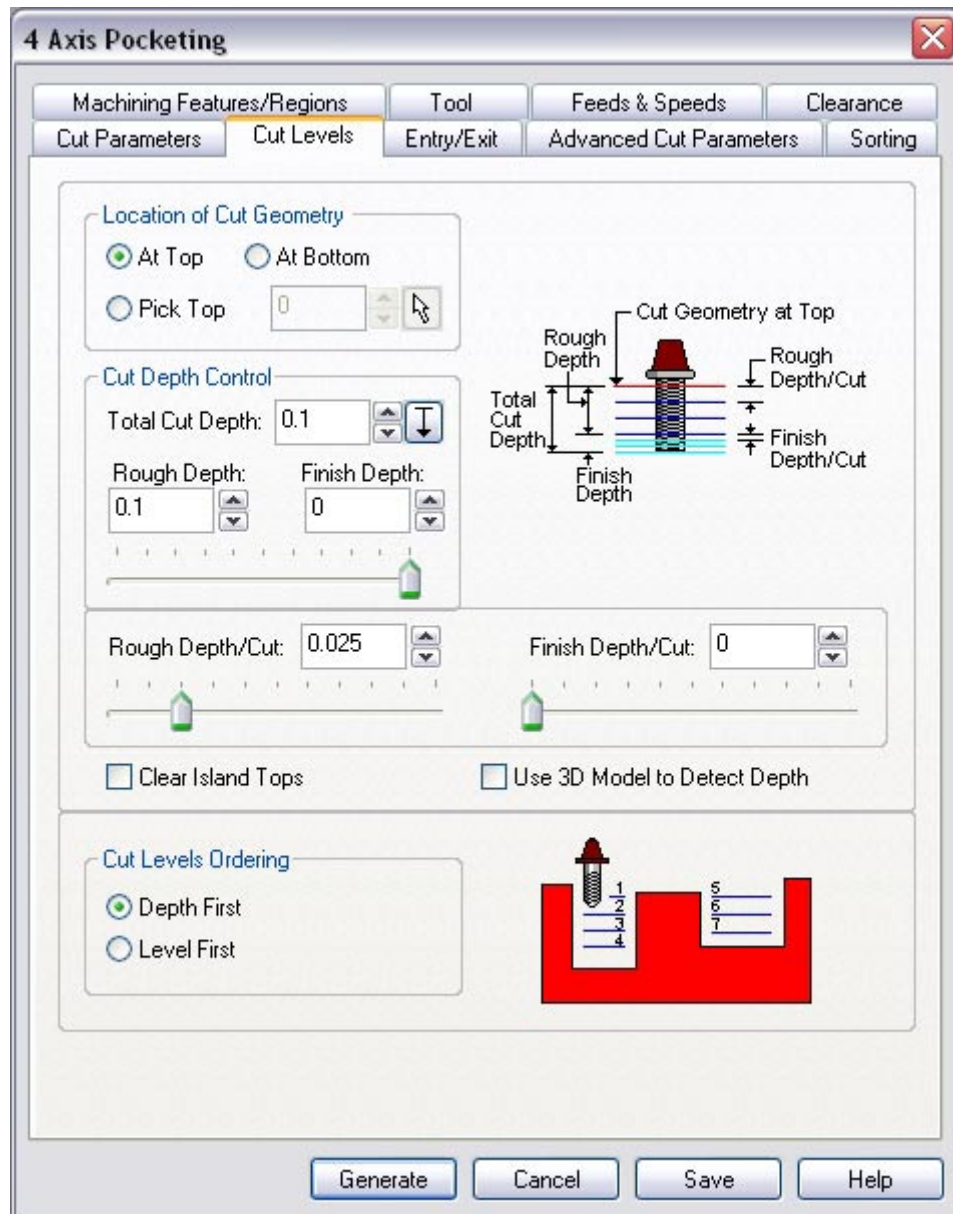 4 Axis Pocketing
Machining Features/Regions Tool Feeds & Speeds Clearance
Cut Parameters Cut Levels Entry/Exit Advanced Cut Parameters Sorting
Location of Cut Geometry
At Top At Bottom
Pick Top 0
Cut Geometry at Top
Rough
Depth
Rough
Depth/Cut
Total
Cut
Depth
Finish
Depth/Cut
Finish
Depth
Cut Depth Control
Total Cut Depth: 0.1
Rough Depth: Finish Depth:
0.1 0
Rough Depth/Cut: 0.025 Finish Depth/Cut: 0
Clear Island Tops Use 3D Model to Detect Depth
Cut Levels Ordering
Depth First
Level First
1 5
2 6
3 7
4
Generate Cancel Save Help